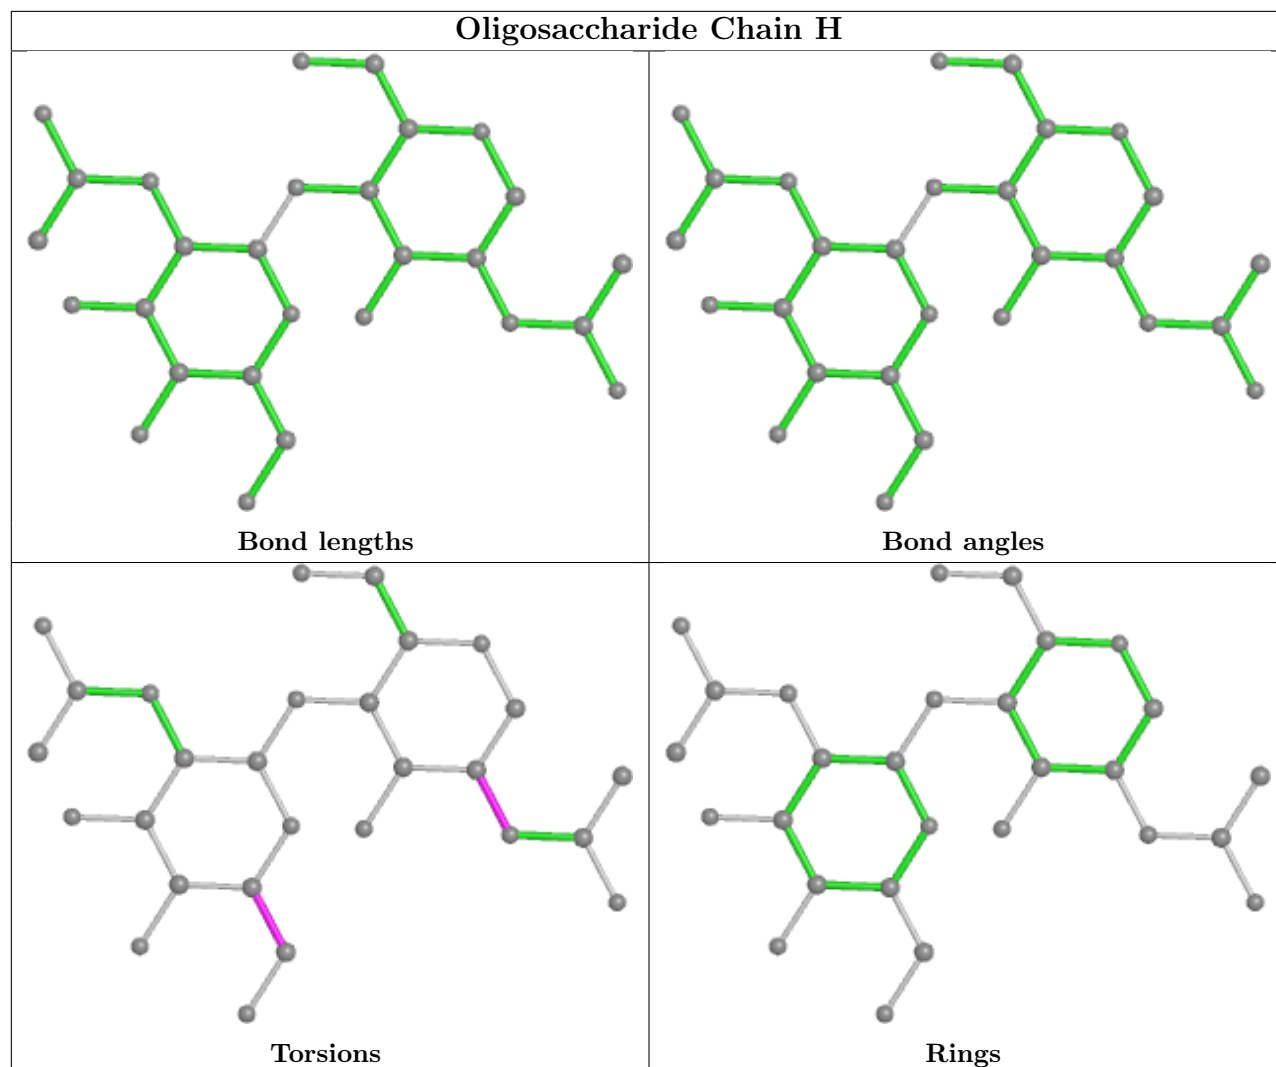 Oligosaccharide Chain H
Bond lengths
Bond angles
Torsions
Rings